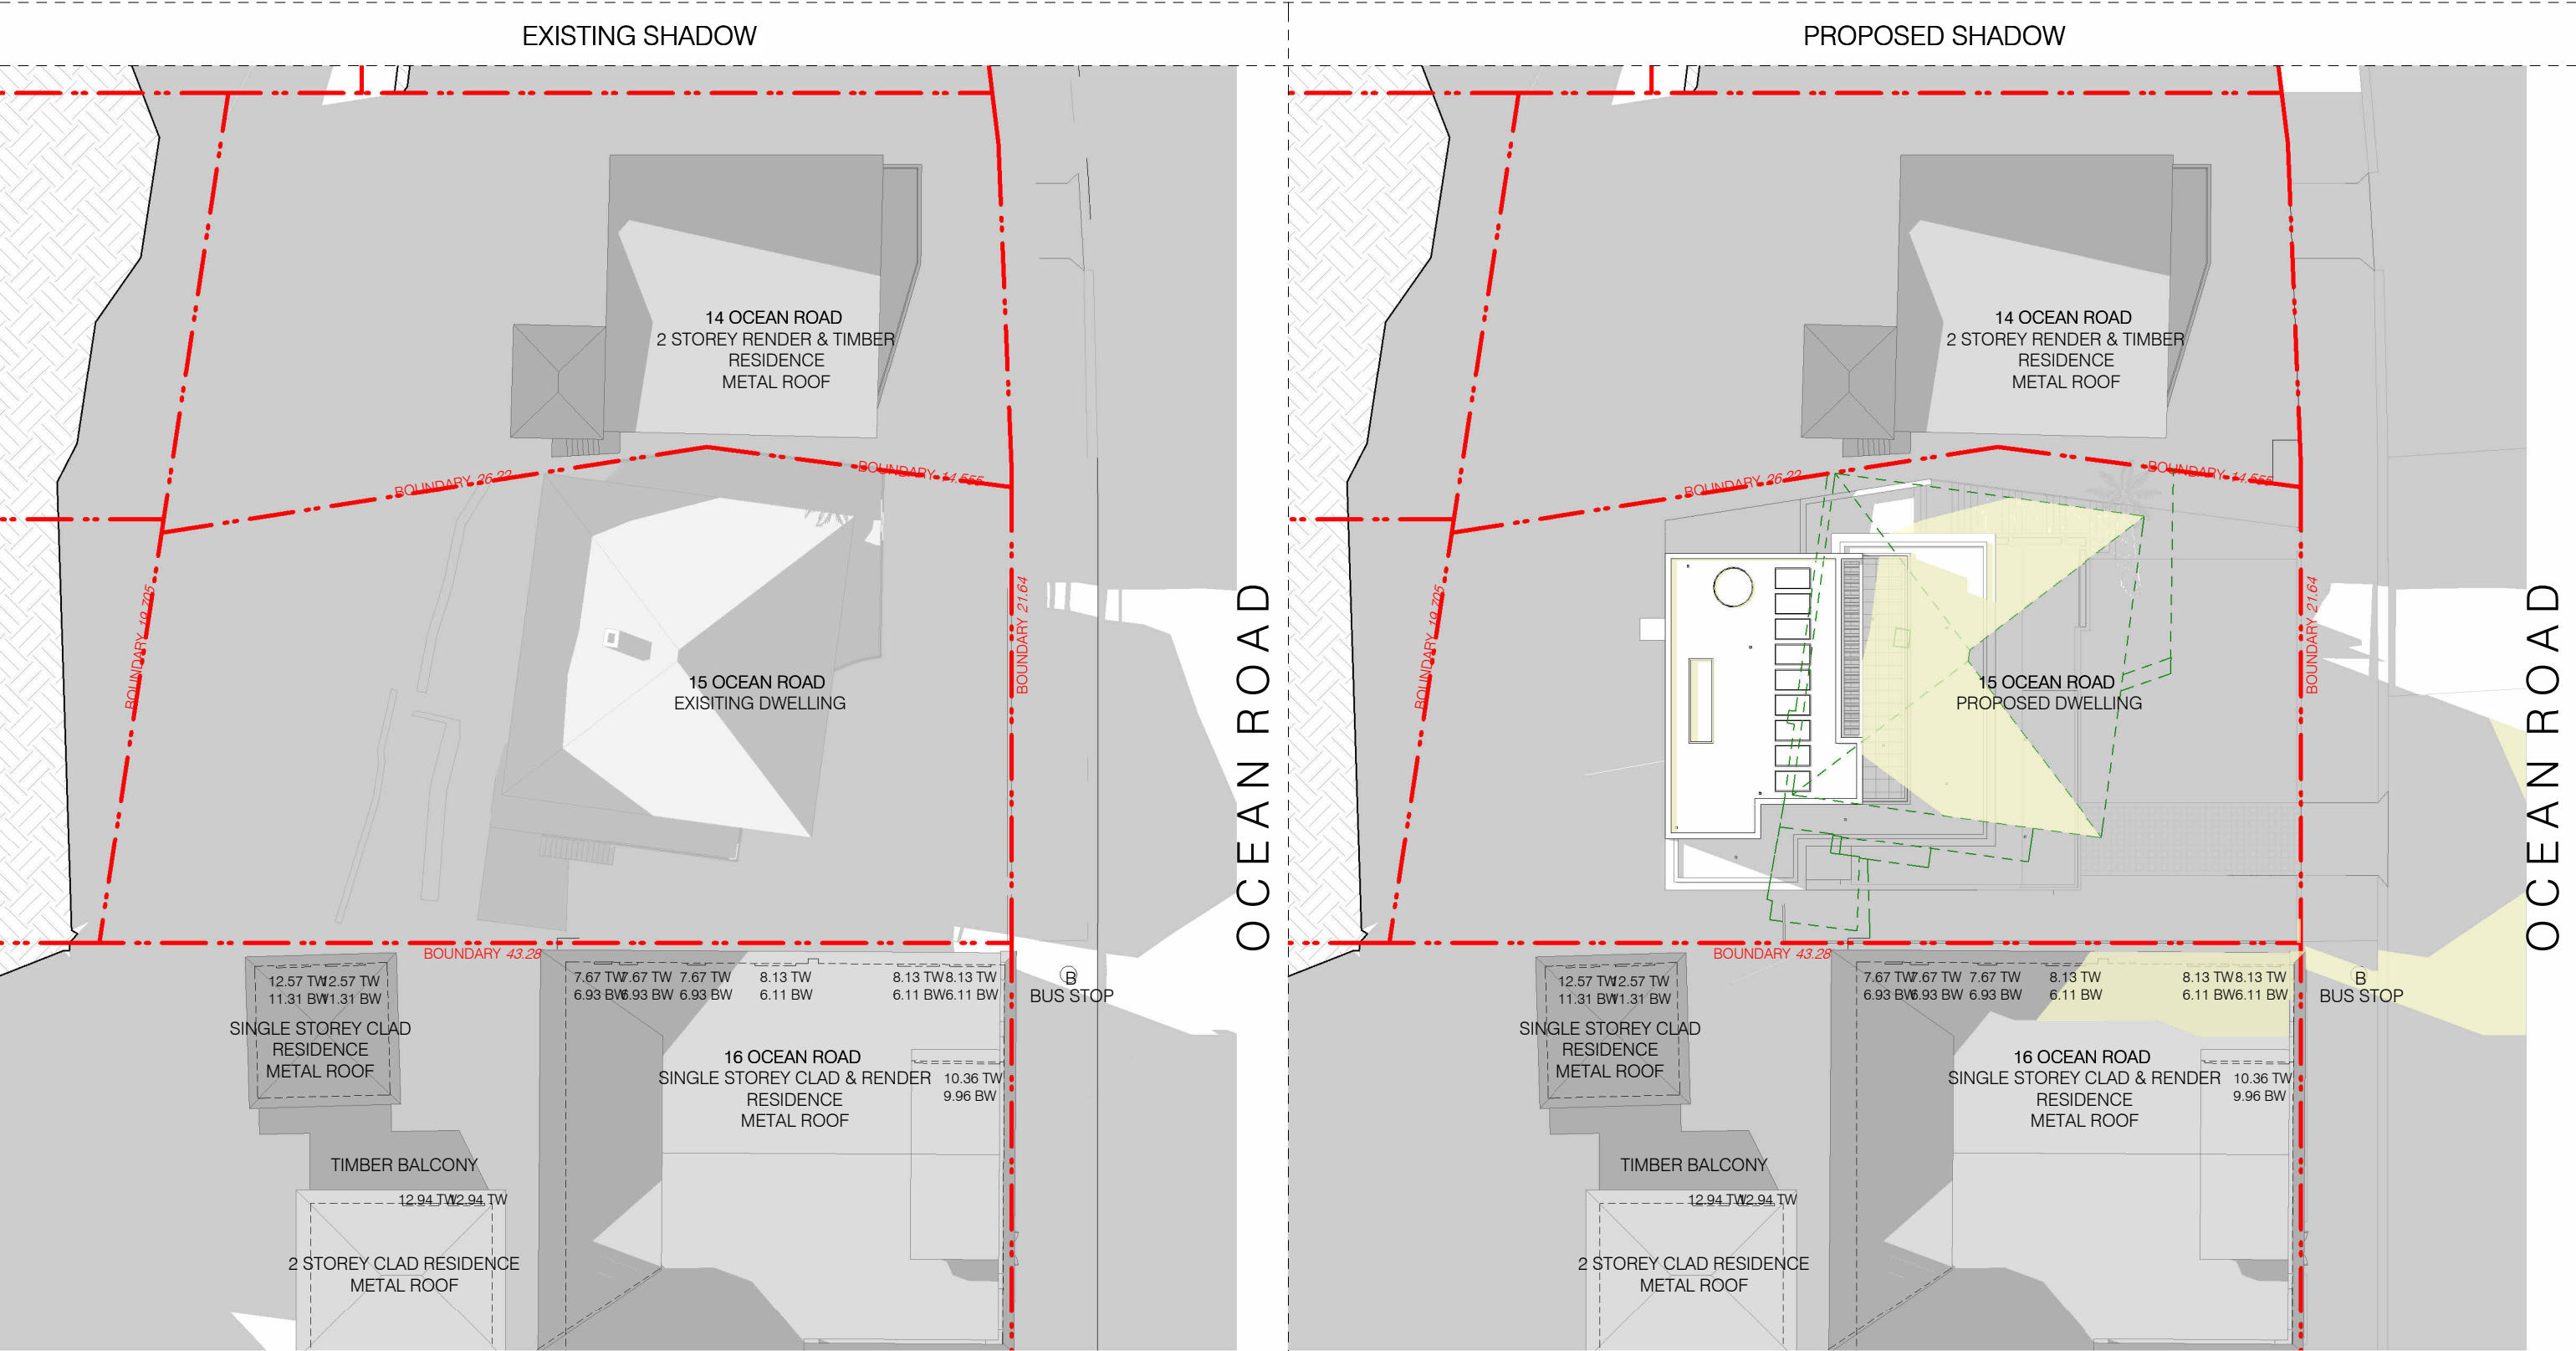 EXISTING SHADOW
14 OCEAN ROAD
2 STOREY RENDER & TIMBER
RESIDENCE
METAL ROOF
BOUNDARY 26.22
BOUNDARY 14.555
BOUNDARY 19.705
BOUNDARY 21.64
15 OCEAN ROAD
EXISITING DWELLING
OCEAN ROAD
BOUNDARY 43.28
B
BUS STOP
12.57 TW 12.57 TW
11.31 BW 11.31 BW
SINGLE STOREY CLAD
RESIDENCE
METAL ROOF
7.67 TW 7.67 TW 7.67 TW 8.13 TW 8.13 TW 8.13 TW
6.93 BW 6.93 BW 6.93 BW 6.11 BW 6.11 BW 6.11 BW
16 OCEAN ROAD
SINGLE STOREY CLAD & RENDER
RESIDENCE
METAL ROOF
10.36 TW
9.96 BW
TIMBER BALCONY
12.94 TW 12.94 TW
2 STOREY CLAD RESIDENCE
METAL ROOF
PROPOSED SHADOW
14 OCEAN ROAD
2 STOREY RENDER & TIMBER
RESIDENCE
METAL ROOF
BOUNDARY 26.22
BOUNDARY 14.555
BOUNDARY 19.705
BOUNDARY 21.64
15 OCEAN ROAD
PROPOSED DWELLING
OCEAN ROAD
BOUNDARY 43.28
B
BUS STOP
12.57 TW 12.57 TW
11.31 BW 11.31 BW
SINGLE STOREY CLAD
RESIDENCE
METAL ROOF
7.67 TW 7.67 TW 7.67 TW 8.13 TW 8.13 TW 8.13 TW
6.93 BW 6.93 BW 6.93 BW 6.11 BW 6.11 BW 6.11 BW
16 OCEAN ROAD
SINGLE STOREY CLAD & RENDER
RESIDENCE
METAL ROOF
10.36 TW
9.96 BW
TIMBER BALCONY
12.94 TW 12.94 TW
2 STOREY CLAD RESIDENCE
METAL ROOF